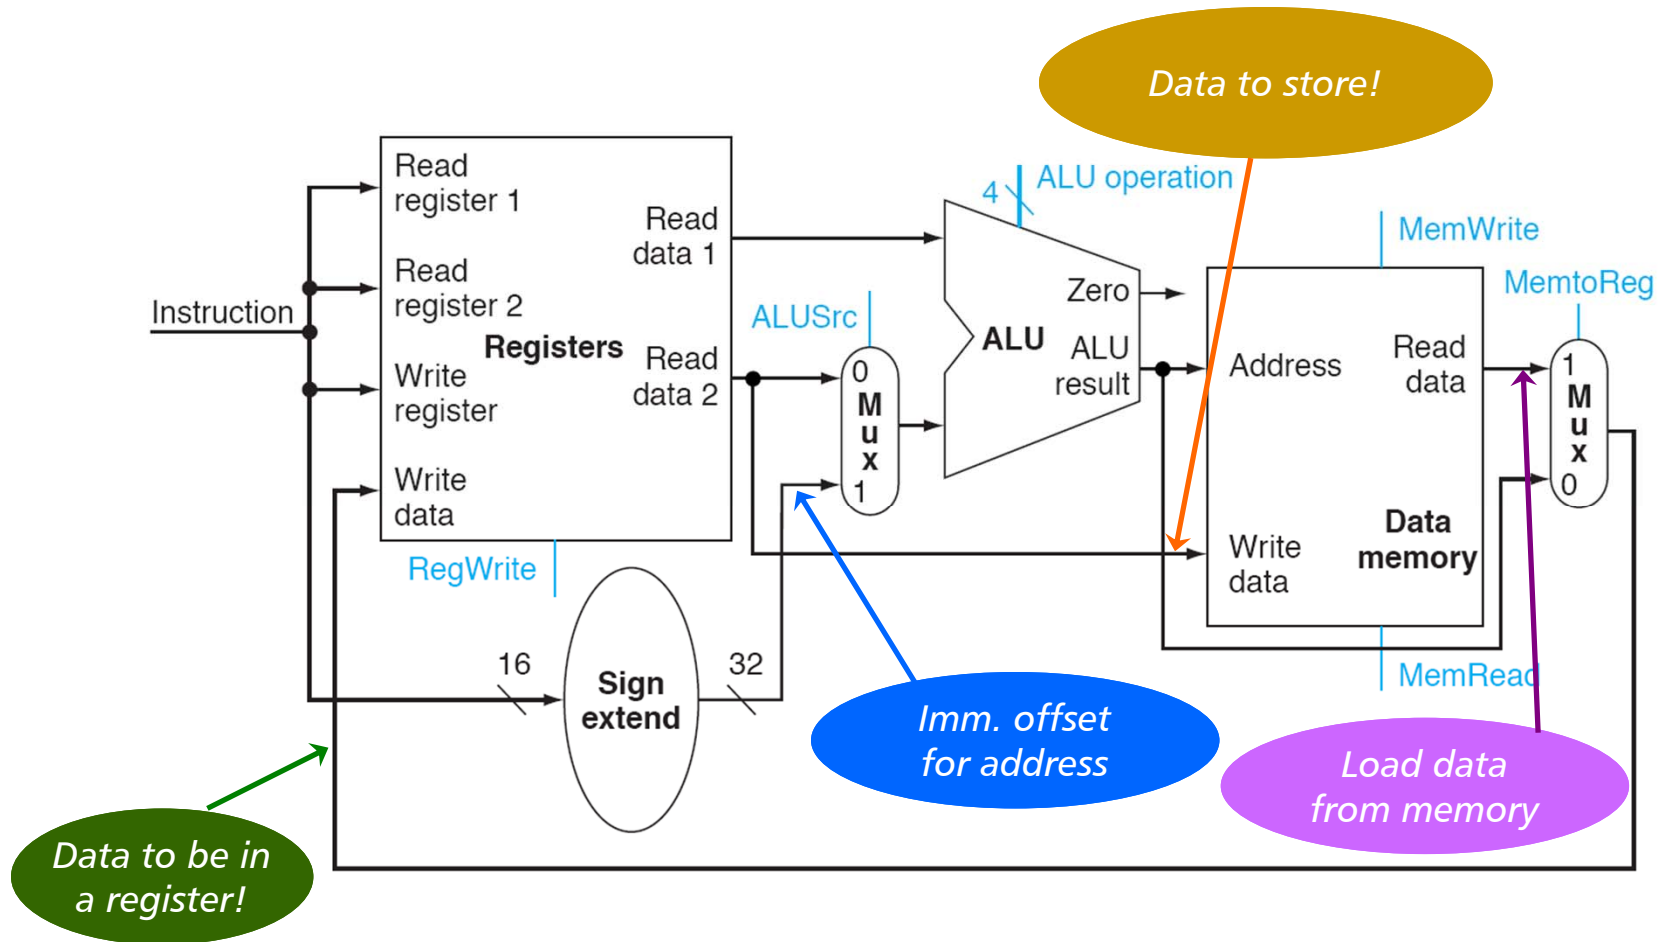 Data to store!
Read
register 1
Read
data 1
4
ALU operation
MemWrite
Read
register 2
Zero
MemtoReg
Instruction
ALUSrc
Registers
ALU
ALU
result
Read
data 2
Address
Read
data
1
Mux
0
Write
register
0
Mux
1
Write
data
Data
memory
Write
data
RegWrite
16
Sign
extend
32
MemRead
Imm. offset
for address
Load data
from memory
Data to be in
a register!